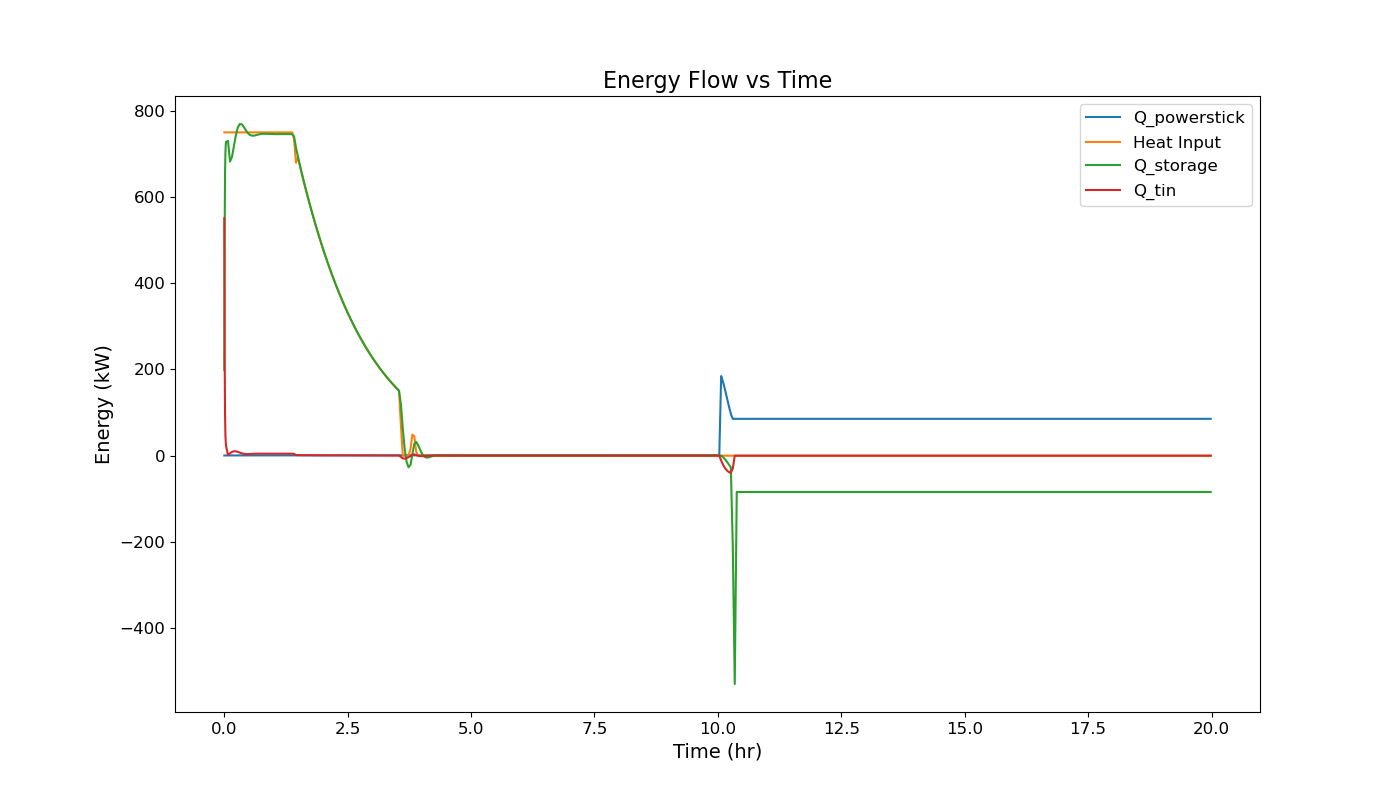 Energy Flow vs Time
Energy (kW)
800
600
400
200
0
−200
−400
0.0
2.5
5.0
7.5
10.0
12.5
15.0
17.5
20.0
Time (hr)
Q_powerstick
Heat Input
Q_storage
Q_tin